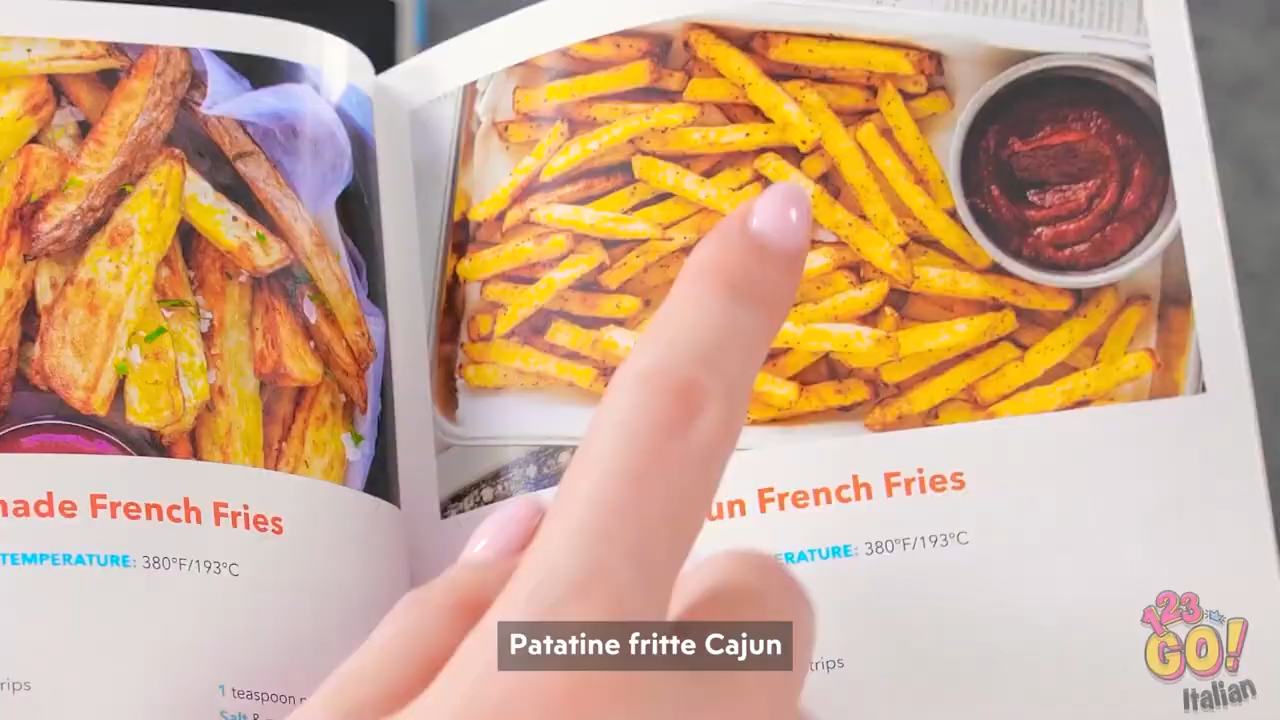 made French Fries
TEMPERATURE: 380°F/193°C
rips
1 teaspoon
Salt &
un French Fries
ERATURE: 380°F/193°C
trips
Patatine fritte Cajun
123
GO!
Italian